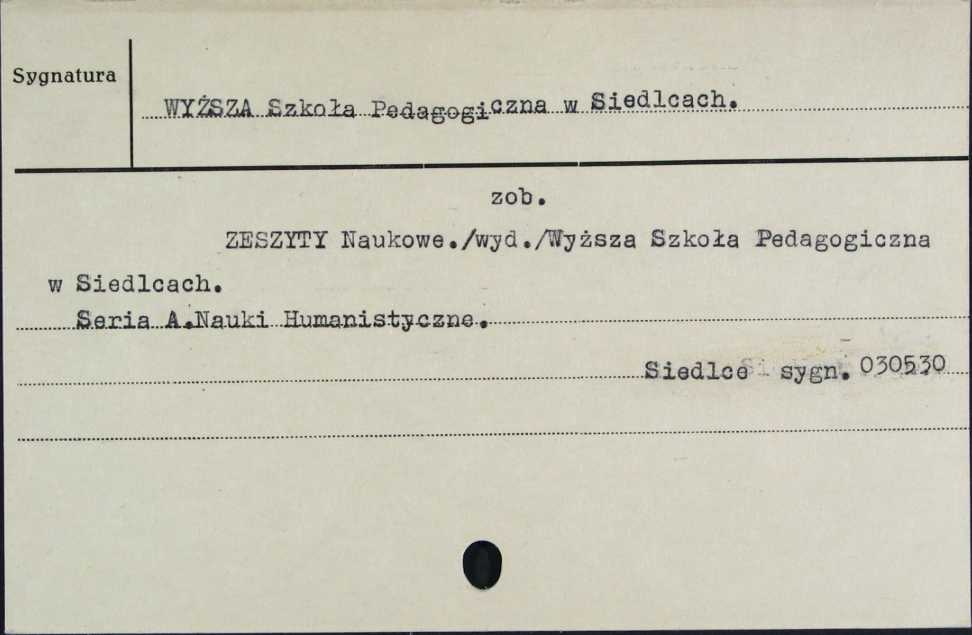 Sygnatura
WYŻSZA Szkoła Pedagogiczna w Siedlcach.
zob.
ZESZYTY Naukowe./wyd./Wyższa Szkoła Pedagogiczna
w Siedlcach.
Seria A.Nauki Humanistyczne.
Siedlce sygn. 030530